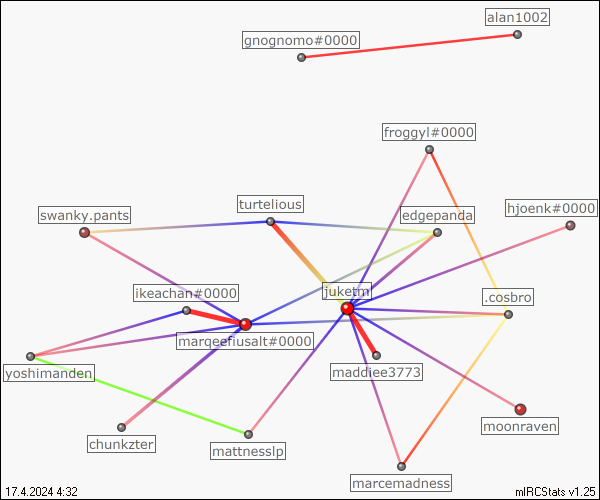 alan1002
gnognomo#0000
froggyl#0000
turtelious
swanky.pants
edgepanda
hjoenk#0000
ikeachan#0000
juketm
.cosbro
marqeefiusalt#0000
yoshimanden
maddiee3773
chunkzter
mattnesslp
moonraven
marcemadness
17.4.2024 4:32
mIRCStats v1.25